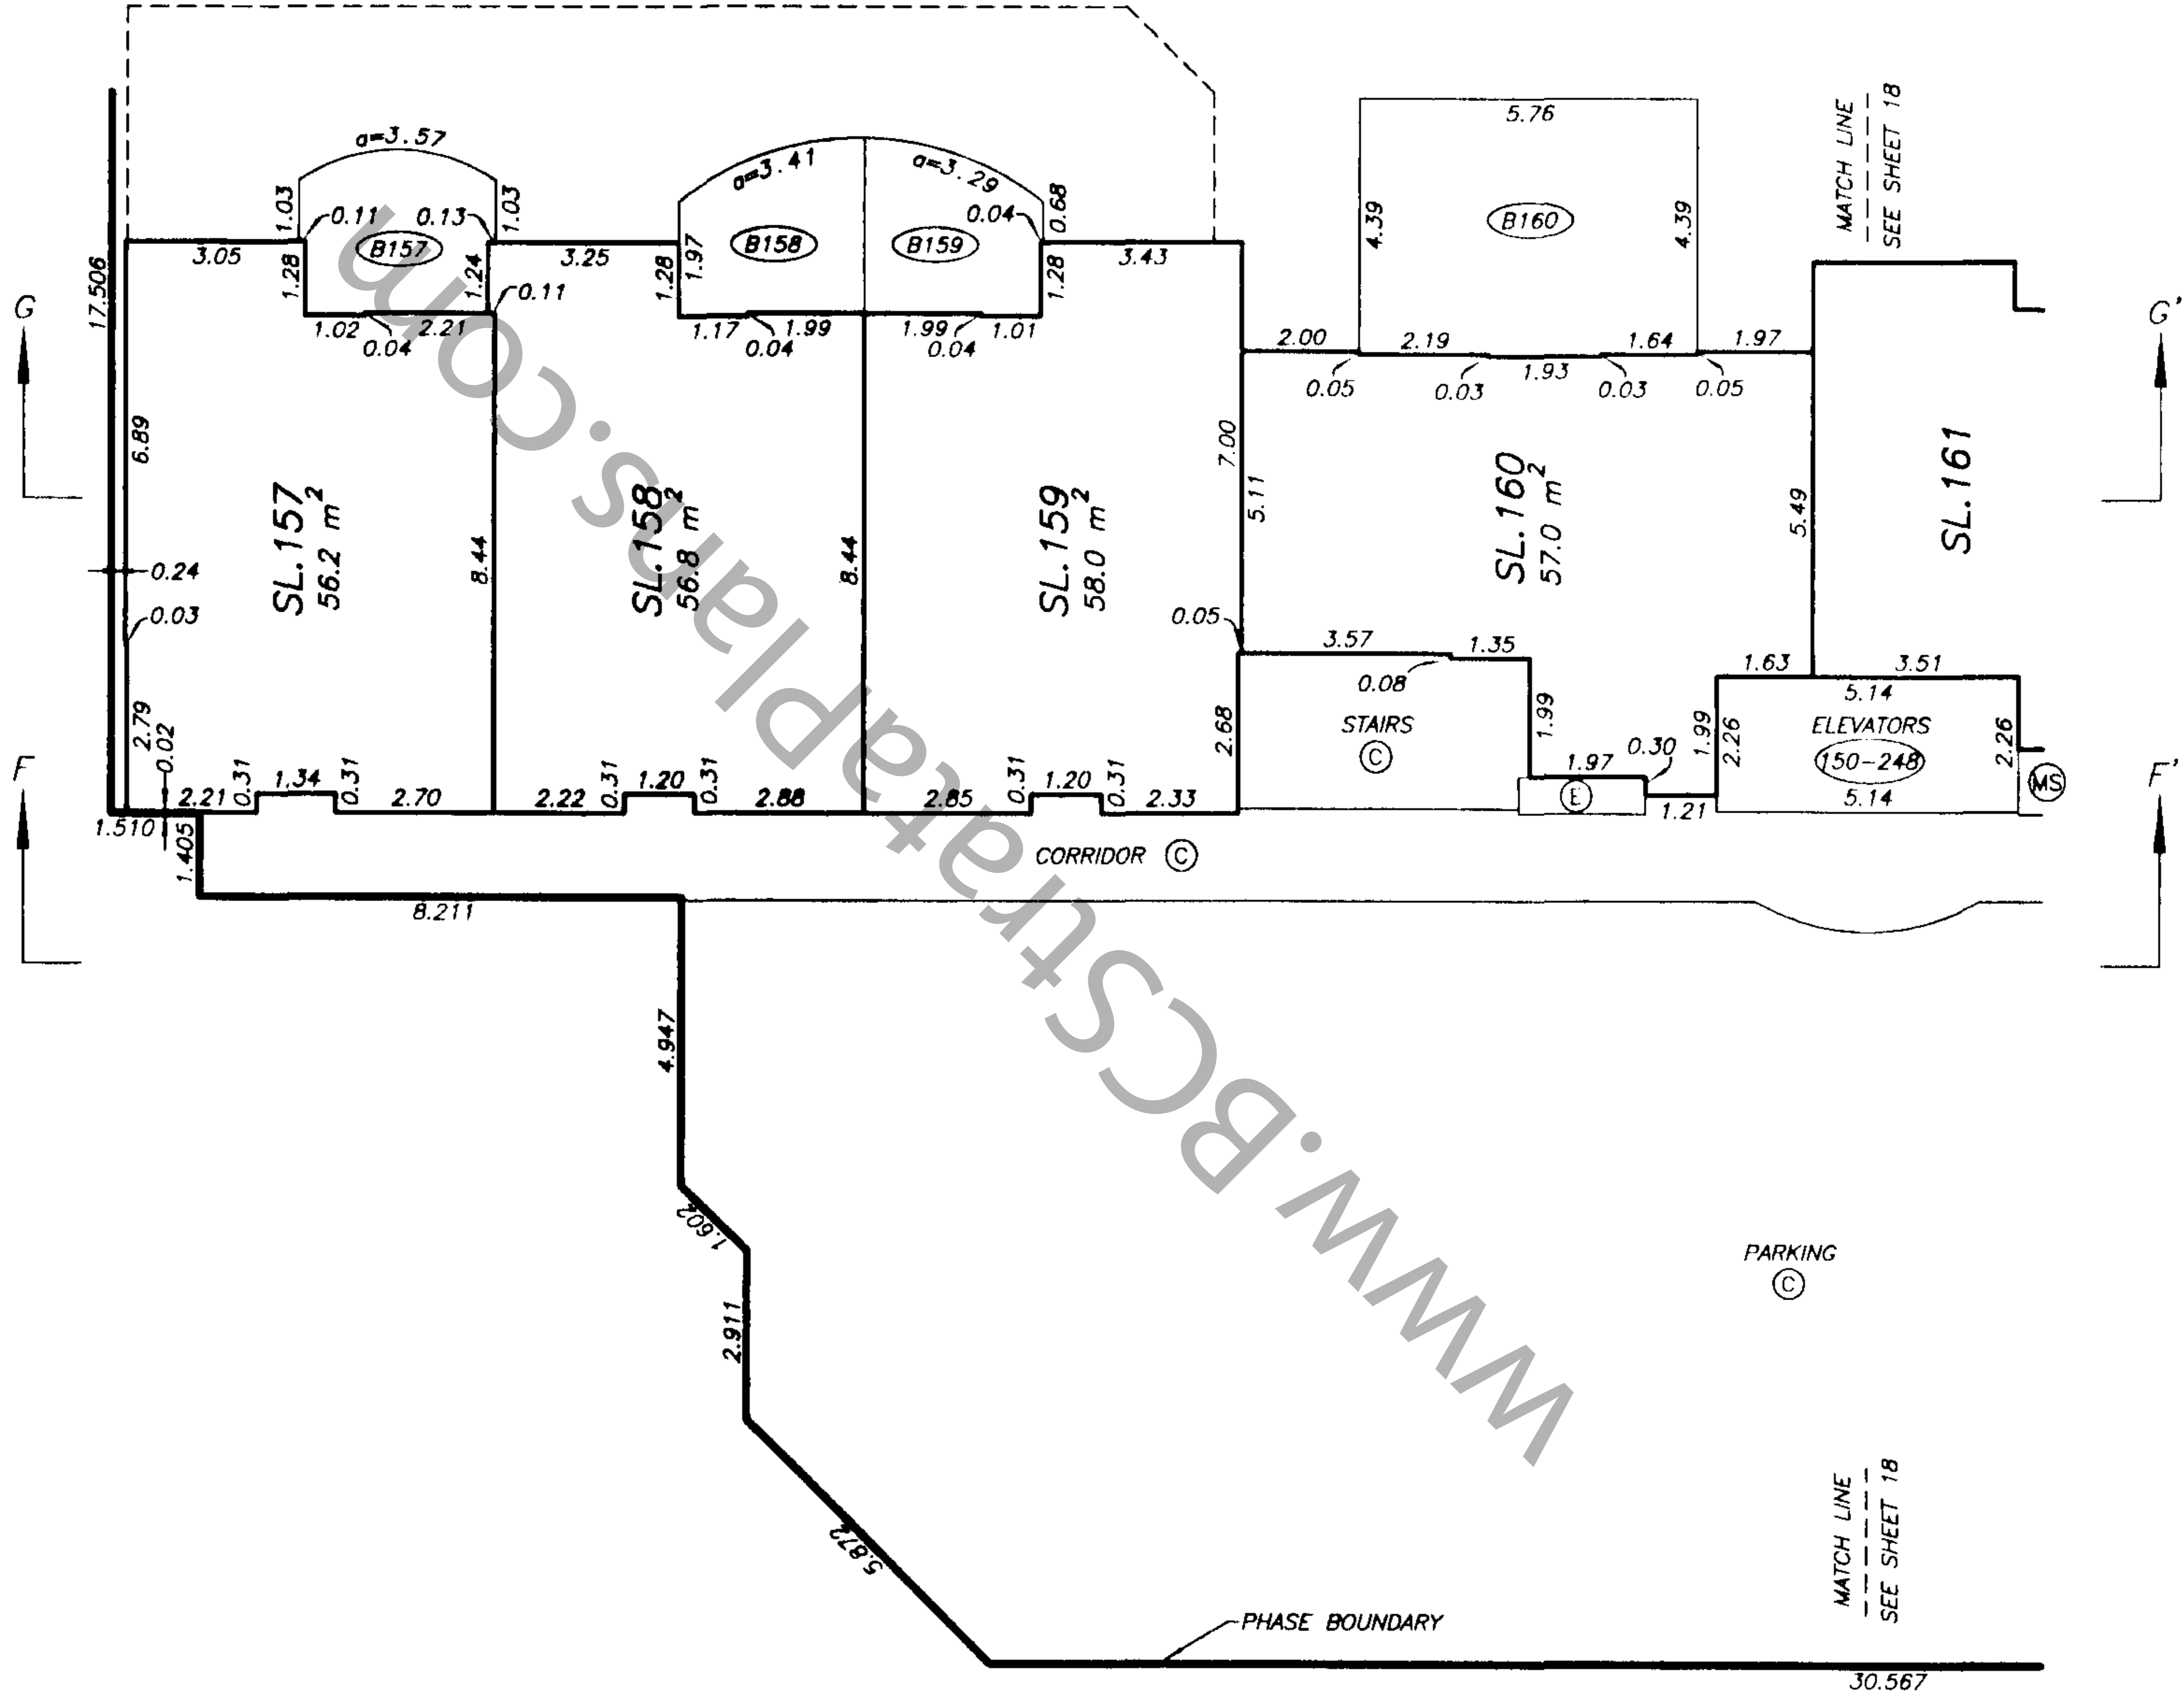 5.76
MATCH LINE
SEE SHEET 18
a=3.57
a=3.41
a=3.29
1.03
0.11
0.13
1.03
0.04
0.68
4.39
B160
4.39
3.05
B157
3.25
B158
B159
3.43
17.506
1.28
1.24
0.11
1.28
1.97
1.28
G
G'
1.02
0.04
2.21
1.17
0.04
1.99
1.99
0.04
1.01
2.00
2.19
1.64
1.97
0.05
0.03
1.93
0.03
0.05
6.89
7.00
5.11
5.49
SL.157
56.2 m²
8.44
SL.158
56.8 m²
8.44
SL.159
58.0 m²
SL.160
57.0 m²
SL.161
0.24
0.03
0.05
3.57
1.35
0.08
1.63
3.51
5.14
2.79
0.02
2.68
STAIRS
C
1.99
1.99
2.26
ELEVATORS
150-248
2.26
0.30
F
F'
2.21
0.31
1.34
0.31
2.70
2.22
0.31
1.20
0.31
2.88
2.85
0.31
1.20
0.31
2.33
1.97
E
1.21
5.14
MS
1.510
1.405
CORRIDOR C
8.211
4.947
1.602
2.911
PARKING
C
5.872
MATCH LINE
SEE SHEET 18
PHASE BOUNDARY
30.567
www.BCStrataPlans.com